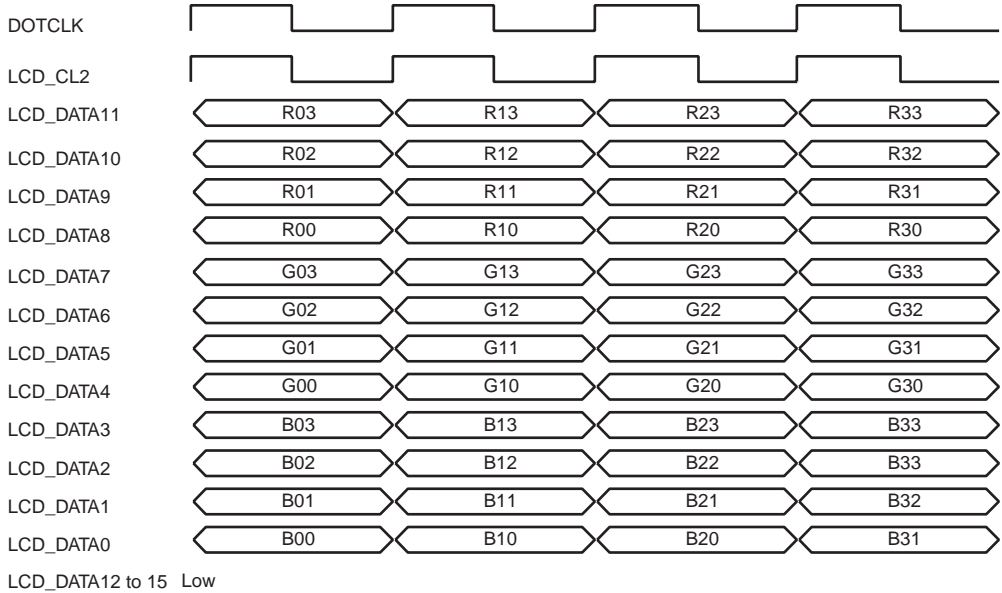 DOTCLK
LCD_CL2
LCD_DATA11 R03 R13 R23 R33
LCD_DATA10 R02 R12 R22 R32
LCD_DATA9 R01 R11 R21 R31
LCD_DATA8 R00 R10 R20 R30
LCD_DATA7 G03 G13 G23 G33
LCD_DATA6 G02 G12 G22 G32
LCD_DATA5 G01 G11 G21 G31
LCD_DATA4 G00 G10 G20 G30
LCD_DATA3 B03 B13 B23 B33
LCD_DATA2 B02 B12 B22 B33
LCD_DATA1 B01 B11 B21 B32
LCD_DATA0 B00 B10 B20 B31
LCD_DATA12 to 15 Low